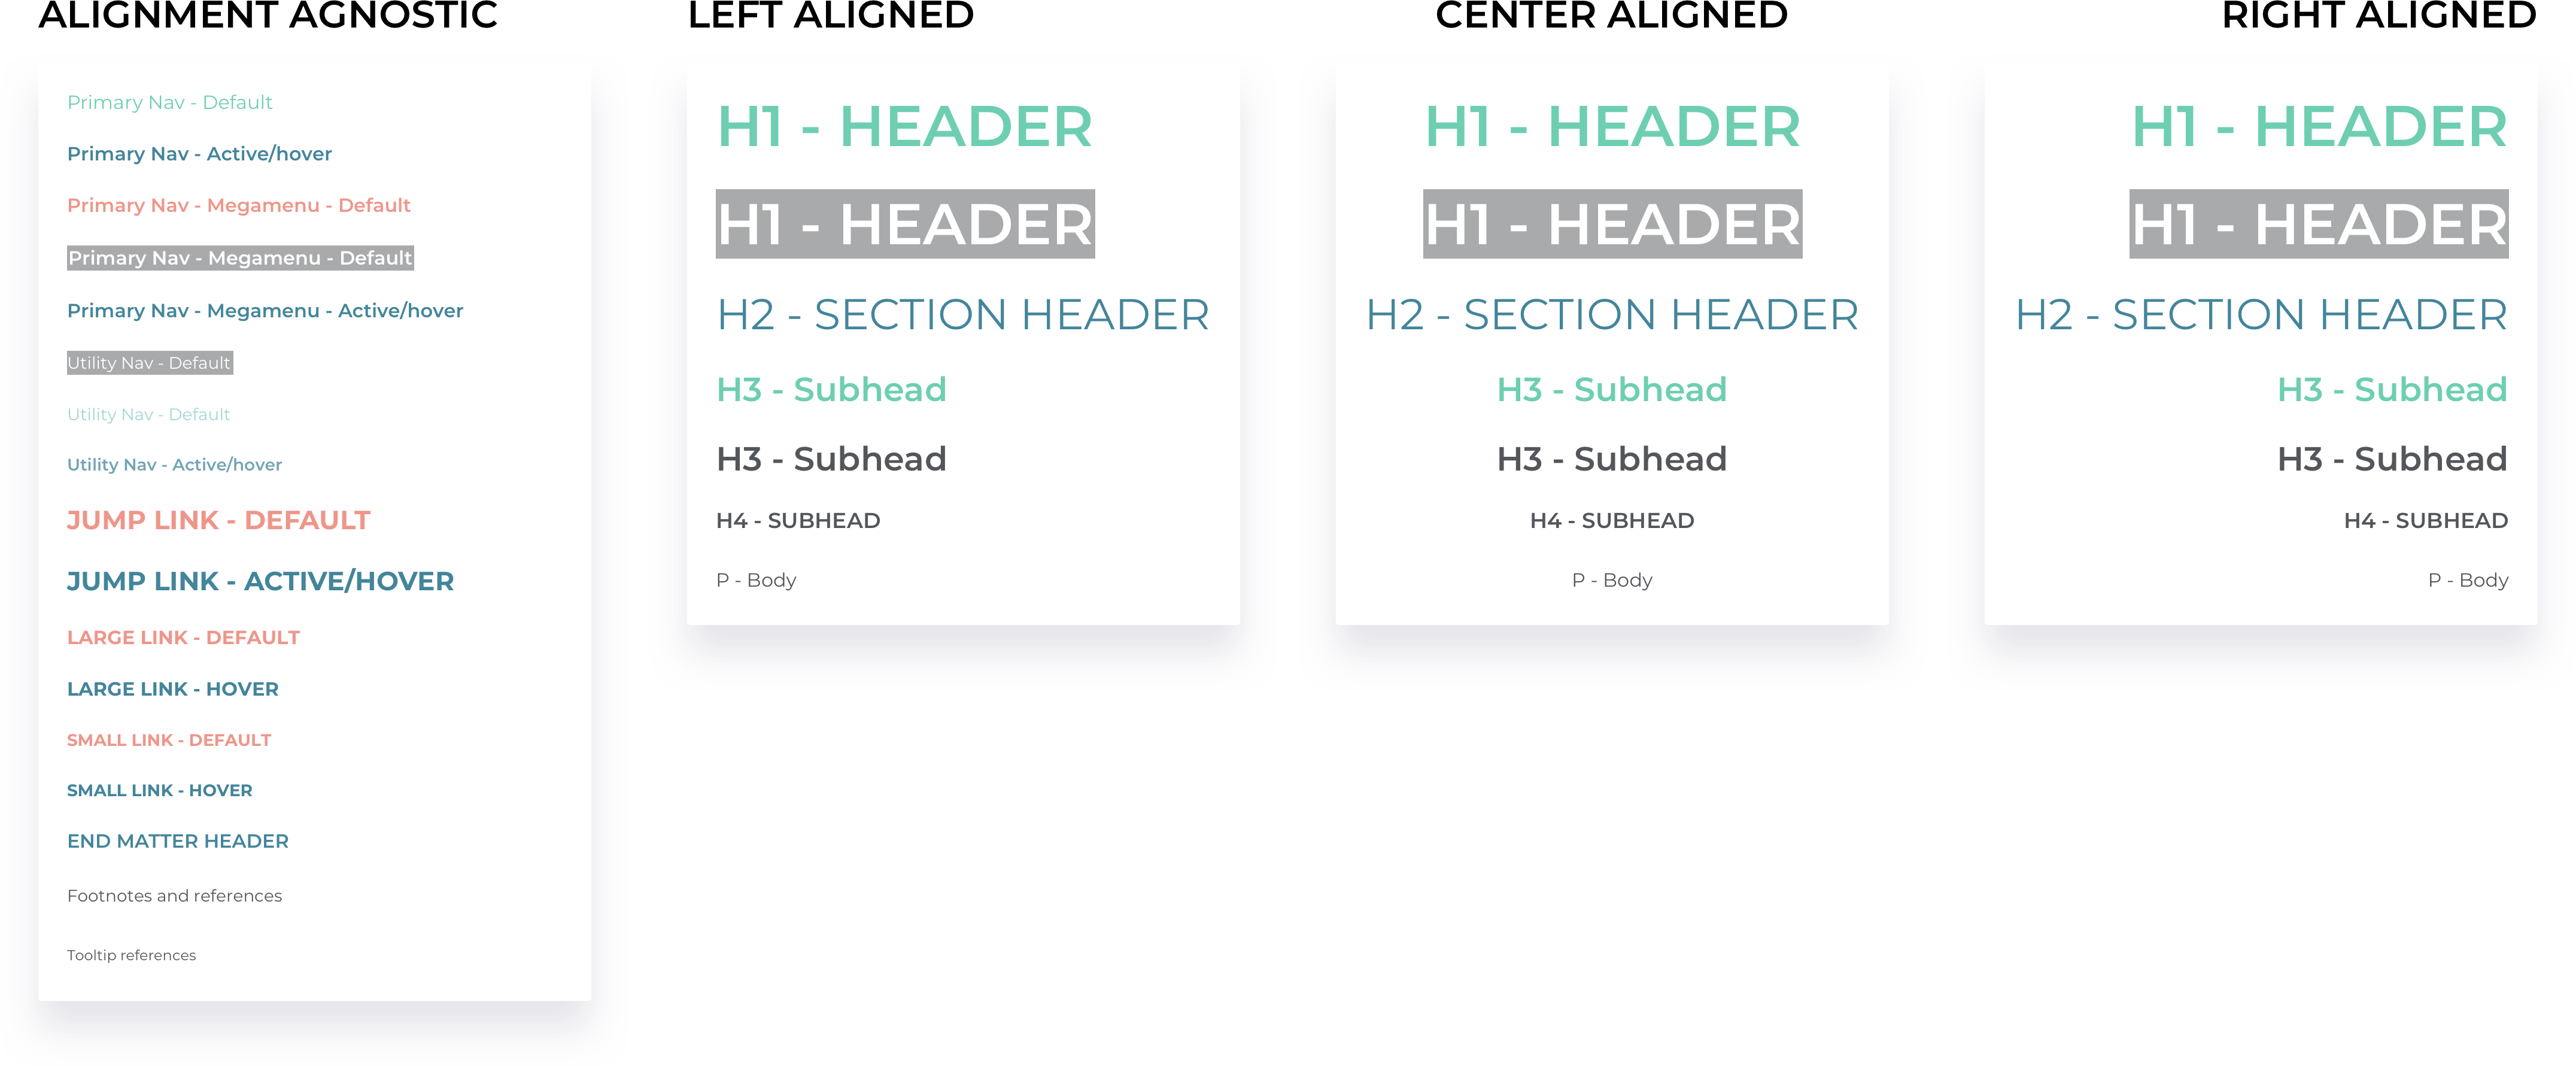 ALIGNMENT AGNOSTIC
Primary Nav - Default
Primary Nav - Active/hover
Primary Nav - Megamenu - Default
Primary Nav - Megamenu - Default
Primary Nav - Megamenu - Active/hover
Utility Nav - Default
Utility Nav - Default
Utility Nav - Active/hover
JUMP LINK - DEFAULT
JUMP LINK - ACTIVE/HOVER
LARGE LINK - DEFAULT
LARGE LINK - HOVER
SMALL LINK - DEFAULT
SMALL LINK - HOVER
END MATTER HEADER
Footnotes and references
Tooltip references
LEFT ALIGNED
H1 - HEADER
H1 - HEADER
H2 - SECTION HEADER
H3 - Subhead
H3 - Subhead
H4 - SUBHEAD
P - Body
CENTER ALIGNED
H1 - HEADER
H1 - HEADER
H2 - SECTION HEADER
H3 - Subhead
H3 - Subhead
H4 - SUBHEAD
P - Body
RIGHT ALIGNED
H1 - HEADER
H1 - HEADER
H2 - SECTION HEADER
H3 - Subhead
H3 - Subhead
H4 - SUBHEAD
P - Body